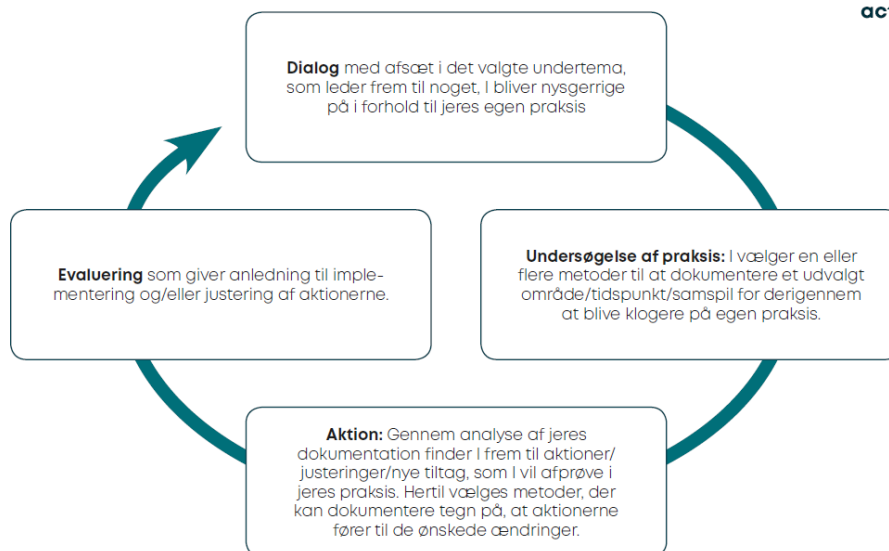 act
Dialog med afsæt i det valgte undertema,
som leder frem til noget, I bliver nysgerrige
på i forhold til jeres egen praksis
Undersøgelse af praksis: I vælger en eller
flere metoder til at dokumentere et udvalgt
område/tidspunkt/samspil for derigennem
at blive klogere på egen praksis.
Aktion: Gennem analyse af jeres
dokumentation finder I frem til aktioner/
justeringer/nye tiltag, som I vil afprøve i
jeres praksis. Hertil vælges metoder, der
kan dokumentere tegn på, at aktionerne
fører til de ønskede ændringer.
Evaluering som giver anledning til imple-
mentering og/eller justering af aktionerne.